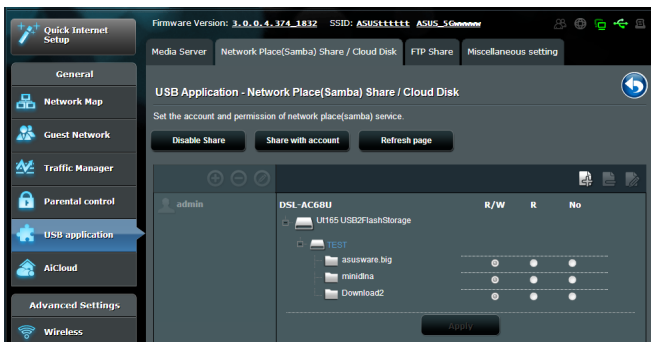 Quick Internet
Setup
Firmware Version: 3.0.0.4.374_1832 SSID: ASUSttttt ASUS_5G
Media Server
Network Place(Samba) Share / Cloud Disk
FTP Share
Miscellaneous setting
General
Network Map
Guest Network
Traffic Manager
Parental control
USB application
AiCloud
Advanced Settings
Wireless
USB Application - Network Place(Samba) Share / Cloud Disk
Set the account and permission of network place(samba) service.
Disable Share
Share with account
Refresh page
admin
DSL-AC68U R/W R No
Ut165 USB2FlashStorage
TEST
asusware.big
minidlna
Download2
Apply